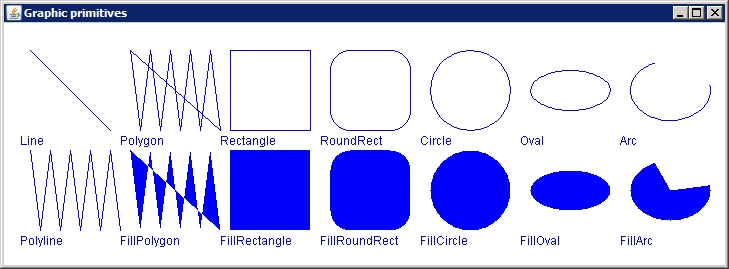 Graphic primitives
Line Polygon Rectangle RoundRect Circle Oval Arc
Polyline FillPolygon FillRectangle FillRoundRect FillCircle FillOval FillArc